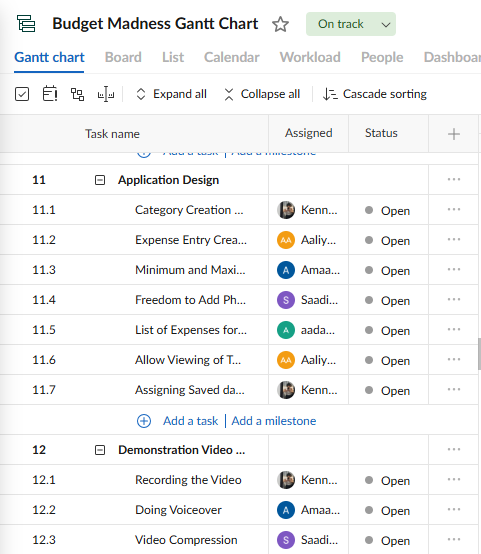 Budget Madness Gantt Chart On track
Gantt chart Board List Calendar Workload People Dashboar
Expand all Collapse all Cascade sorting
Task name Assigned Status
Add a task | Add a milestone
11 Application Design
11.1 Category Creation ... Kenn... Open
11.2 Expense Entry Crea... AA Aaliy... Open
11.3 Minimum and Maxi... A Amaa... Open
11.4 Freedom to Add Ph... S Saadi... Open
11.5 List of Expenses for... A aada... Open
11.6 Allow Viewing of T... AA Aaliy... Open
11.7 Assigning Saved da... Kenn... Open
Add a task | Add a milestone
12 Demonstration Video ...
12.1 Recording the Video Kenn... Open
12.2 Doing Voiceover A Amaa... Open
12.3 Video Compression S Saadi... Open